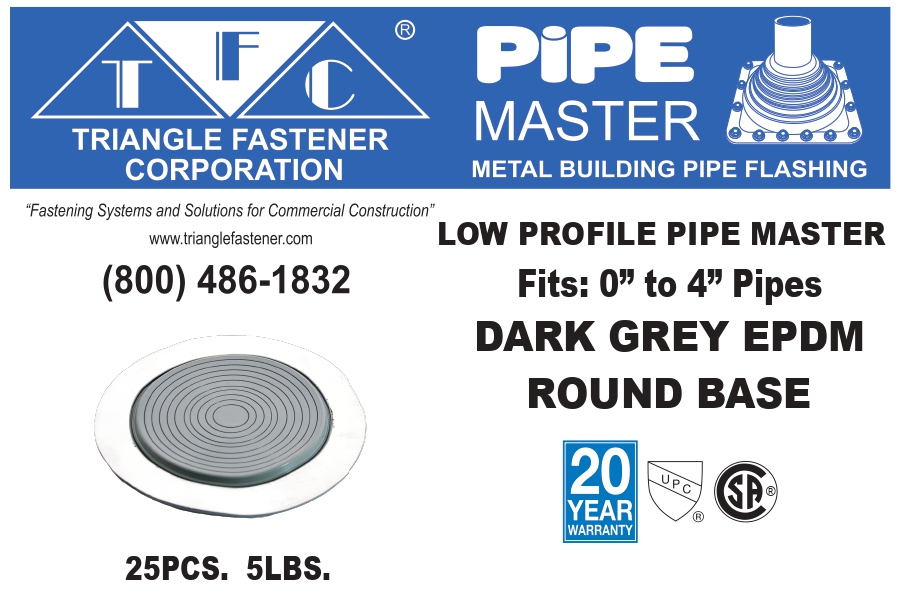 TFC ®
TRIANGLE FASTENER
CORPORATION
PiPE
MASTER
METAL BUILDING PIPE FLASHING
“Fastening Systems and Solutions for Commercial Construction”
www.trianglefastener.com
(800) 486-1832
LOW PROFILE PIPE MASTER
Fits: 0” to 4” Pipes
DARK GREY EPDM
ROUND BASE
20
YEAR
WARRANTY
UPC ®
CSA ®
25PCS. 5LBS.